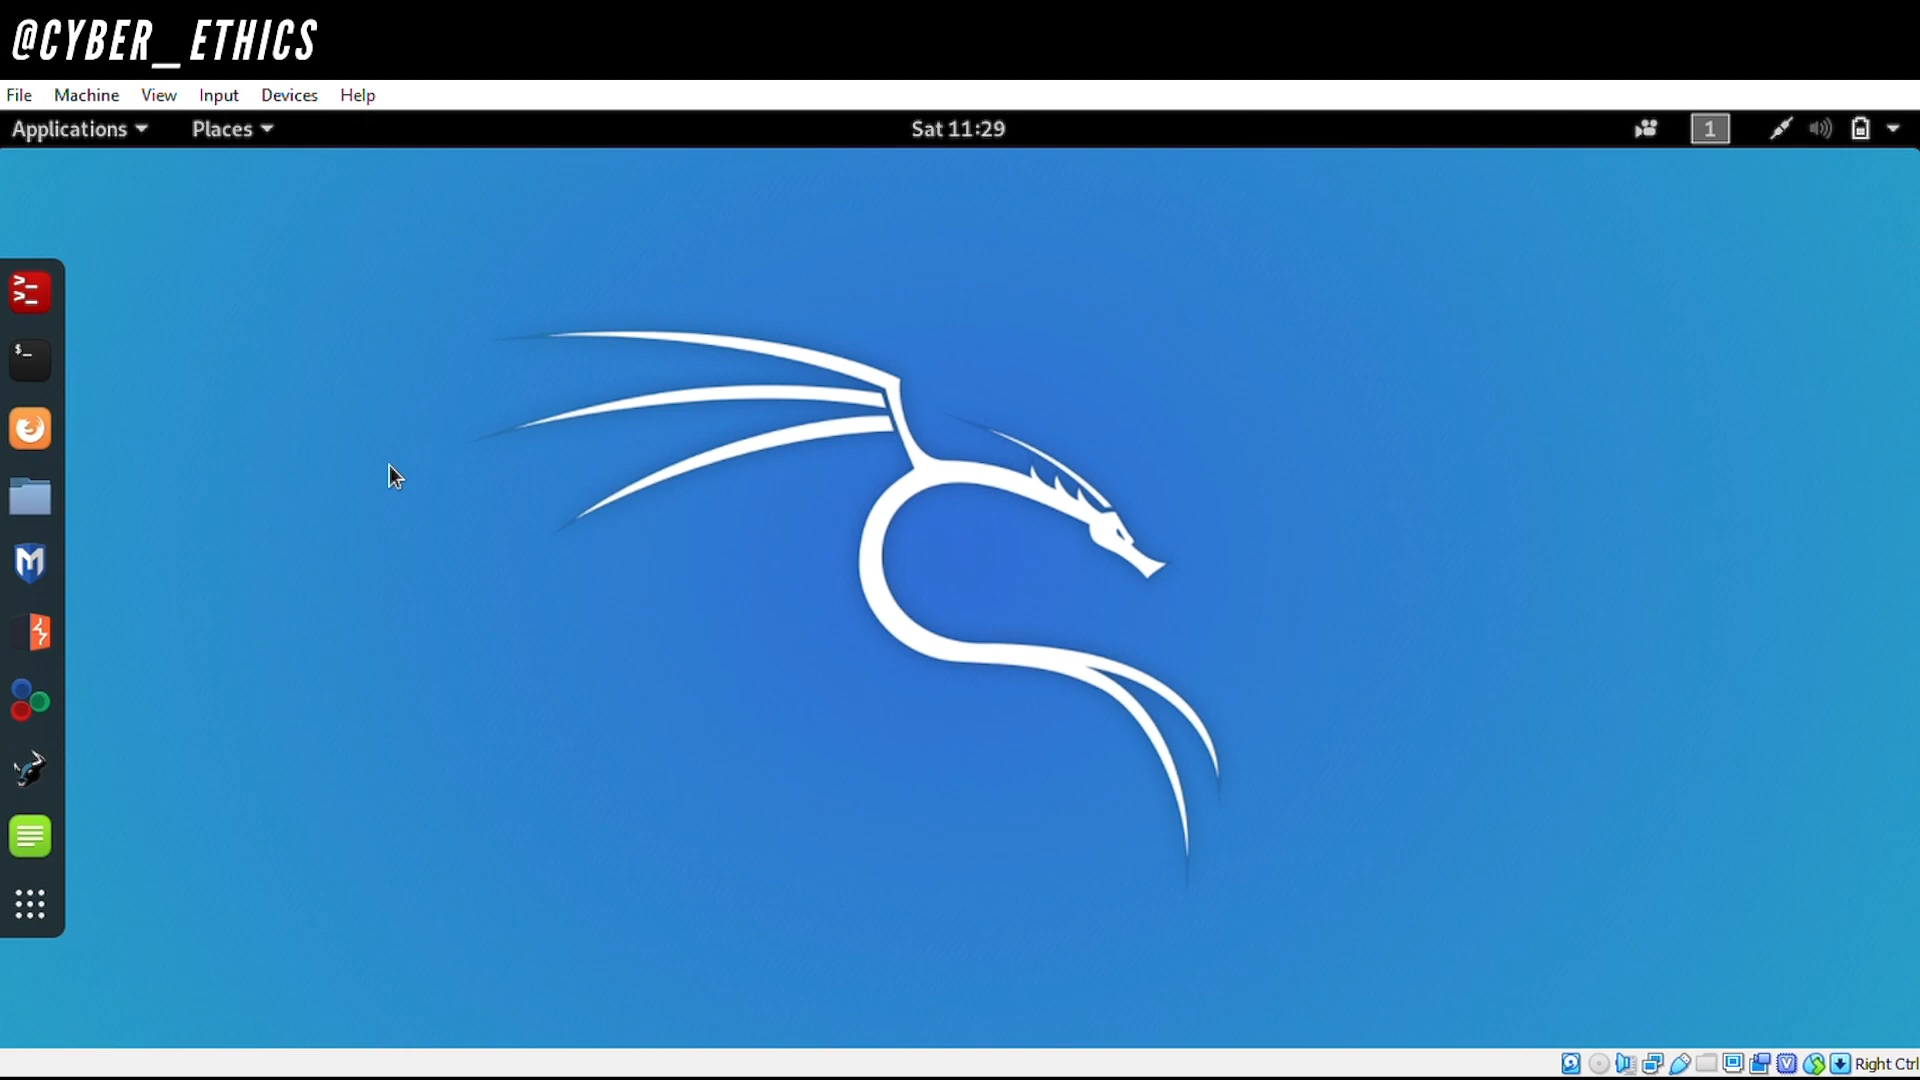 @CYBER_ETHICS
File Machine View Input Devices Help
Applications Places Sat 11:29 1
>_
>_
$_
M
V Right Ctrl